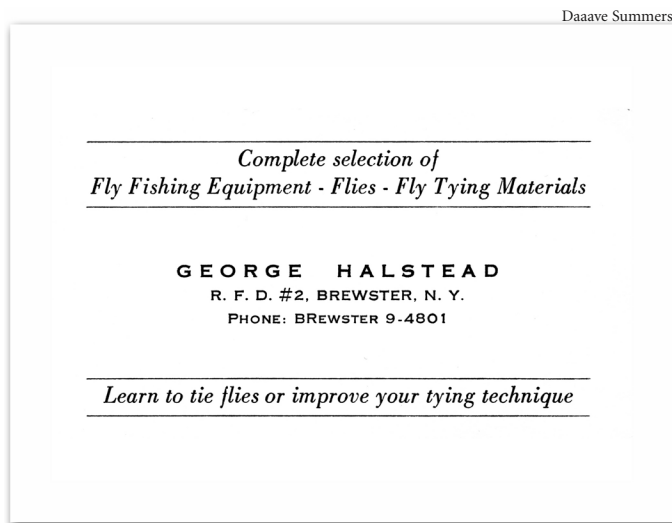 Daaave Summers
Complete selection of
Fly Fishing Equipment - Flies - Fly Tying Materials
GEORGE HALSTEAD
R. F. D. #2, BREWSTER, N. Y.
PHONE: BREWSTER 9-4801
Learn to tie flies or improve your tying technique